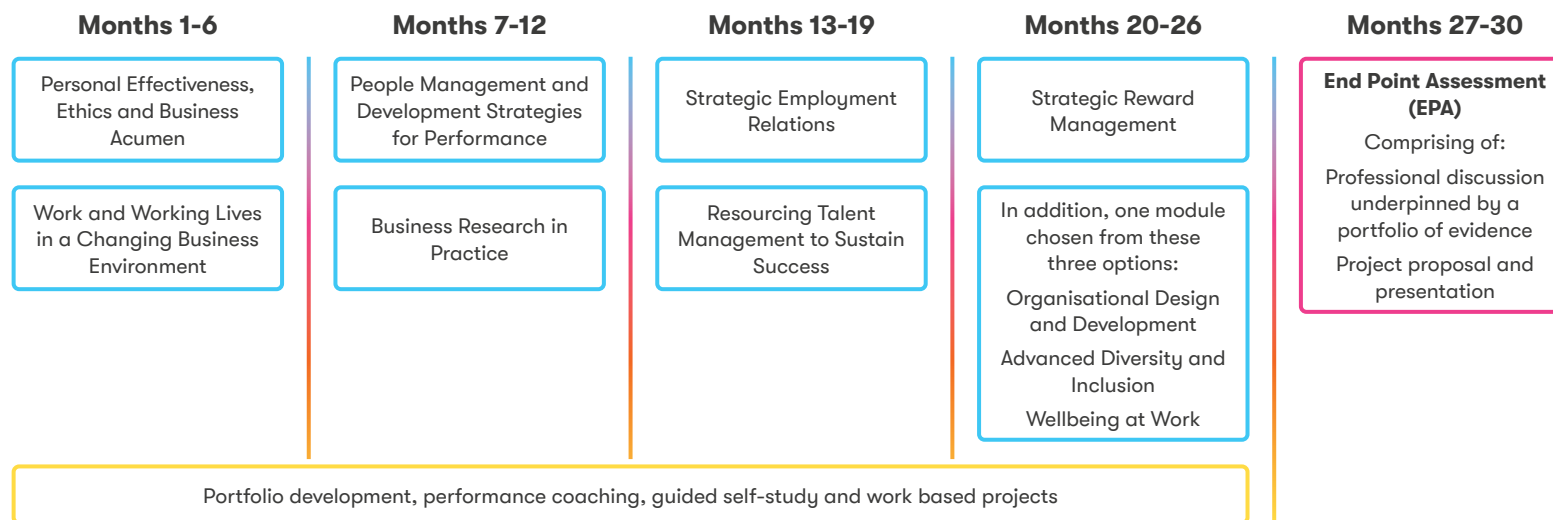 Months 1-6
Personal Effectiveness,
Ethics and Business
Acumen
Work and Working Lives
in a Changing Business
Environment
Months 7-12
People Management and
Development Strategies
for Performance
Business Research in
Practice
Months 13-19
Strategic Employment
Relations
Resourcing Talent
Management to Sustain
Success
Months 20-26
Strategic Reward
Management
In addition, one module
chosen from these
three options:
Organisational Design
and Development
Advanced Diversity and
Inclusion
Wellbeing at Work
Months 27-30
End Point Assessment
(EPA)
Comprising of:
Professional discussion
underpinned by a
portfolio of evidence
Project proposal and
presentation
Portfolio development, performance coaching, guided self-study and work based projects